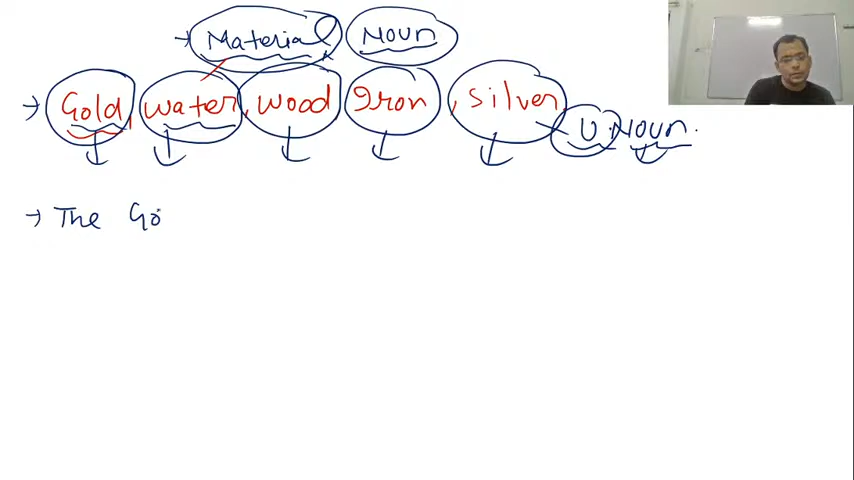 → Material Noun
→ Gold, water, wood Iron, Silver
U. Noun.
→ The Go